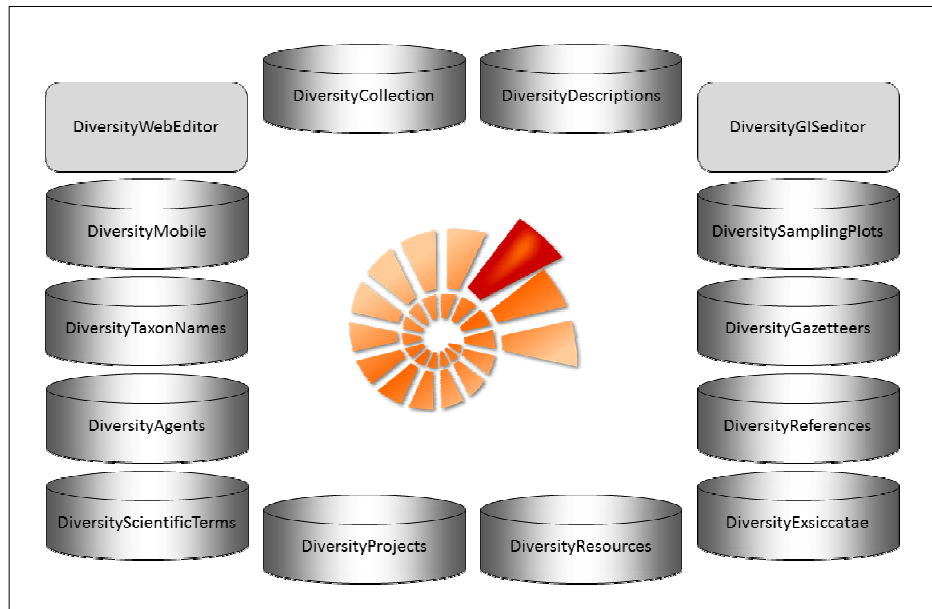 DiversityCollection
DiversityDescriptions
DiversityWebEditor
DiversityGISeditor
DiversityMobile
DiversitySamplingPlots
DiversityTaxonNames
DiversityGazetteers
DiversityAgents
DiversityReferences
DiversityScientificTerms
DiversityExsiccatae
DiversityProjects
DiversityResources